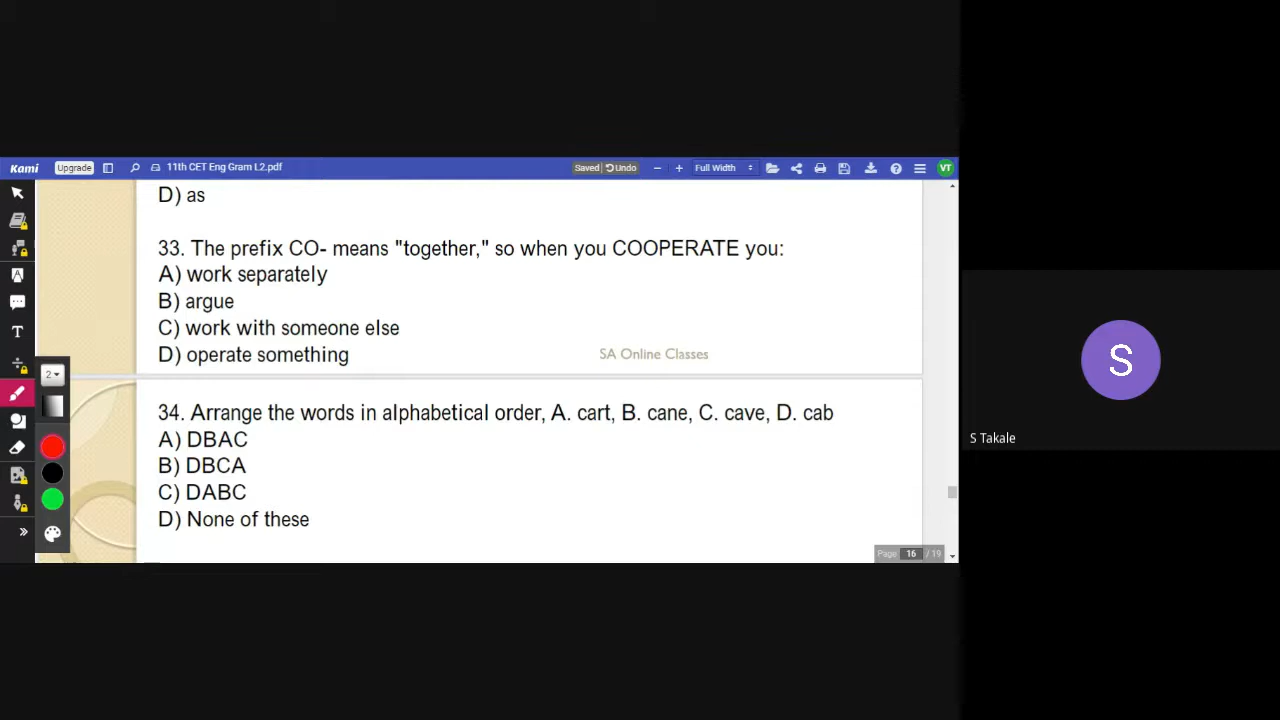 Kami
Upgrade
11th CET Eng Gram L2.pdf
Saved Undo
Full Width
VT
D) as
33. The prefix CO- means "together," so when you COOPERATE you:
A) work separately
B) argue
C) work with someone else
D) operate something
SA Online Classes
2
34. Arrange the words in alphabetical order, A. cart, B. cane, C. cave, D. cab
A) DBAC
B) DBCA
C) DABC
D) None of these
Page 16 / 19
S
S Takale